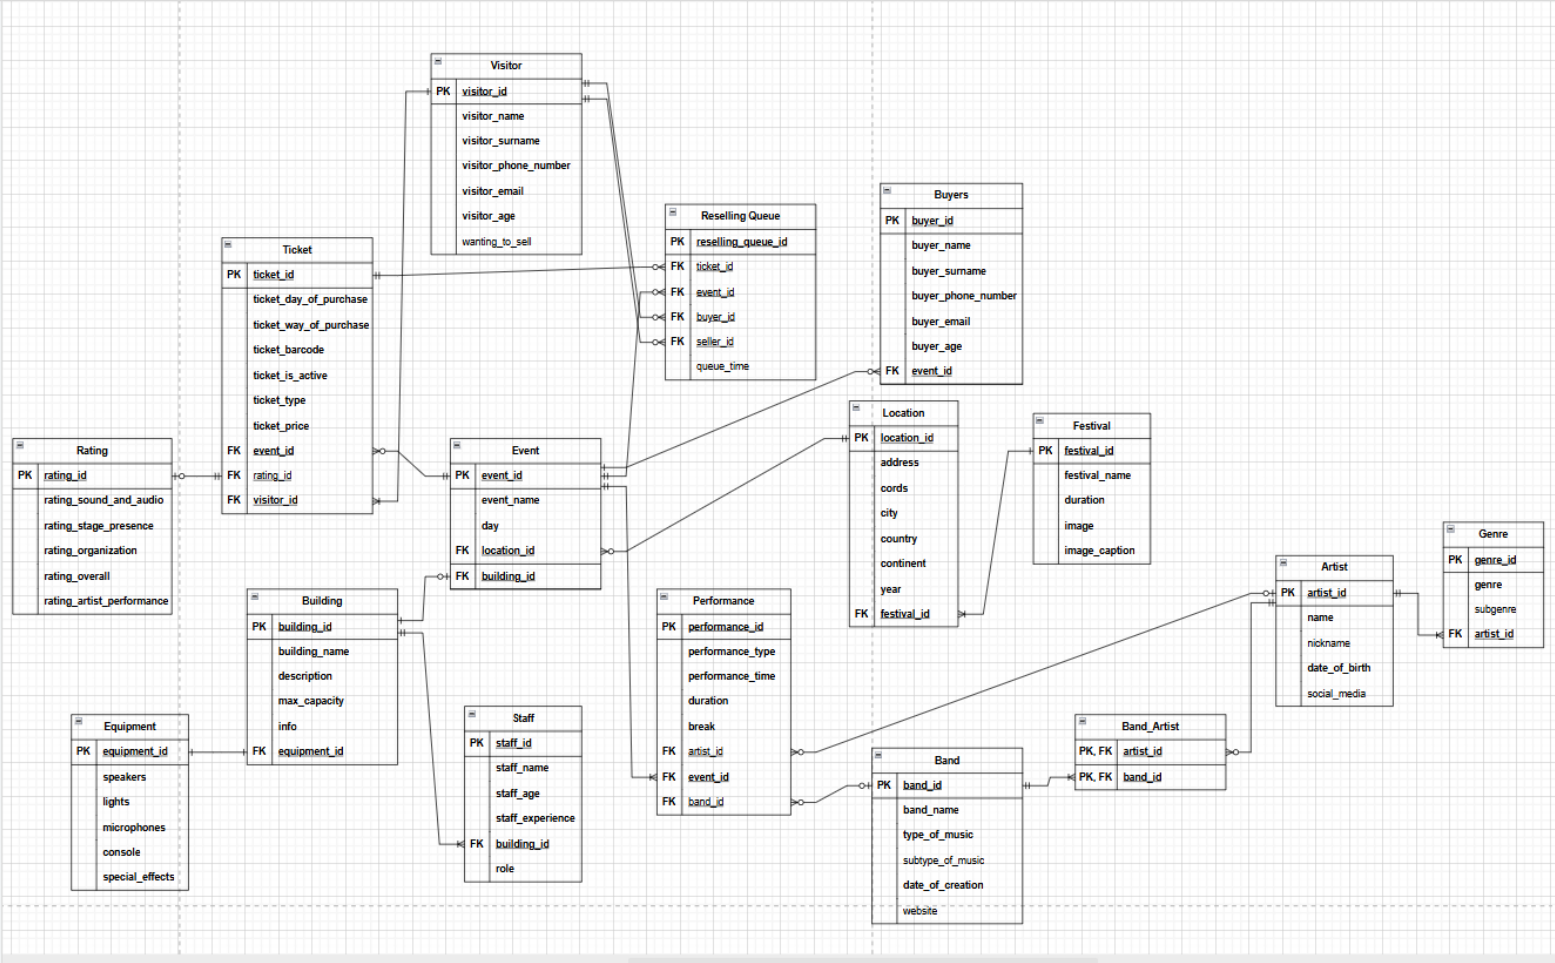 Visitor
PK visitor_id
visitor_name
visitor_surname
visitor_phone_number
visitor_email
visitor_age
wanting_to_sell
Buyers
PK buyer_id
buyer_name
buyer_surname
buyer_phone_number
buyer_email
buyer_age
FK event_id
Reselling Queue
PK reselling_queue_id
FK ticket_id
FK event_id
FK buyer_id
FK seller_id
queue_time
Ticket
PK ticket_id
ticket_day_of_purchase
ticket_way_of_purchase
ticket_barcode
ticket_is_active
ticket_type
ticket_price
FK event_id
FK rating_id
FK visitor_id
Location
PK location_id
address
cords
city
country
continent
year
FK festival_id
Festival
PK festival_id
festival_name
duration
image
image_caption
Rating
PK rating_id
rating_sound_and_audio
rating_stage_presence
rating_organization
rating_overall
rating_artist_performance
Event
PK event_id
event_name
day
FK location_id
FK building_id
Genre
PK genre_id
genre
subgenre
FK artist_id
Artist
PK artist_id
name
nickname
date_of_birth
social_media
Building
PK building_id
building_name
description
max_capacity
info
FK equipment_id
Performance
PK performance_id
performance_type
performance_time
duration
break
FK artist_id
FK event_id
FK band_id
Staff
PK staff_id
staff_name
staff_age
staff_experience
FK building_id
role
Equipment
PK equipment_id
speakers
lights
microphones
console
special_effects
Band_Artist
PK, FK artist_id
PK, FK band_id
Band
PK band_id
band_name
type_of_music
subtype_of_music
date_of_creation
website